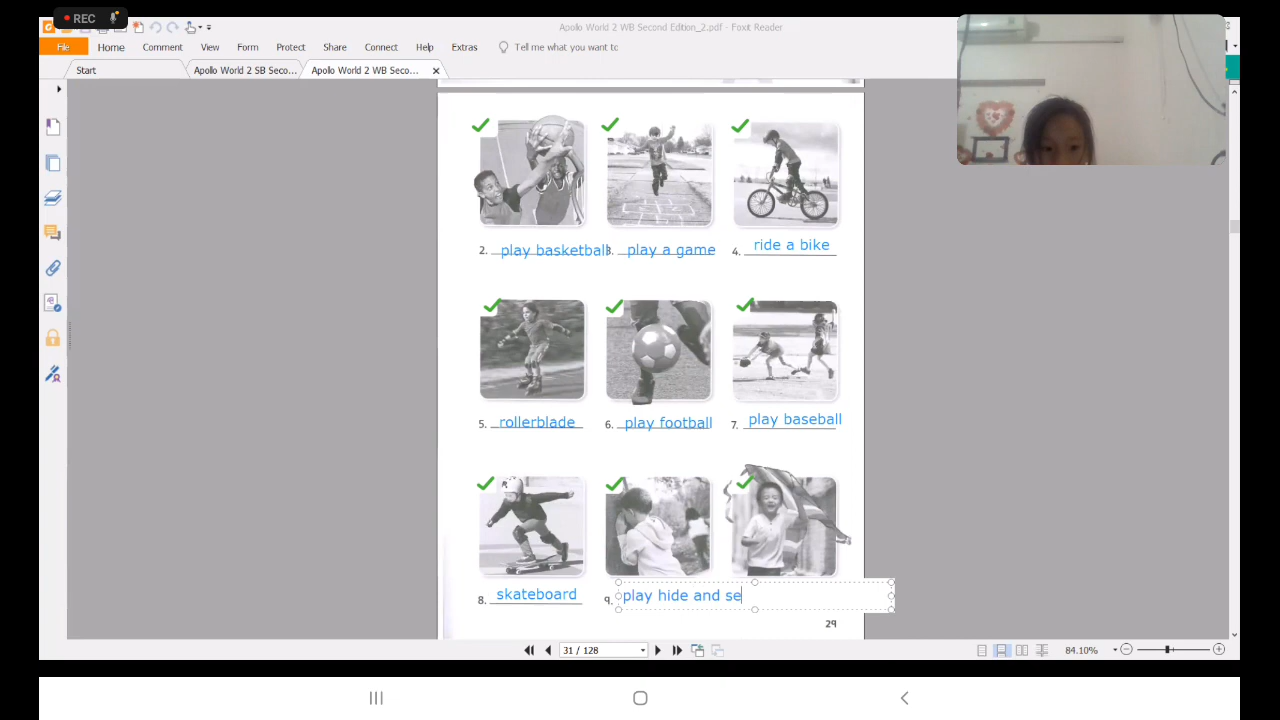 REC
Apollo World 2 WB Second Edition_2.pdf - Foxit Reader
File Home Comment View Form Protect Share Connect Help Extras Tell me what you want tc
Start Apollo World 2 SB Seco... Apollo World 2 WB Seco...
2. play basketball 3. play a game 4. ride a bike
5. rollerblade 6. play football 7. play baseball
8. skateboard 9. play hide and se
29
31 / 128 84.10%